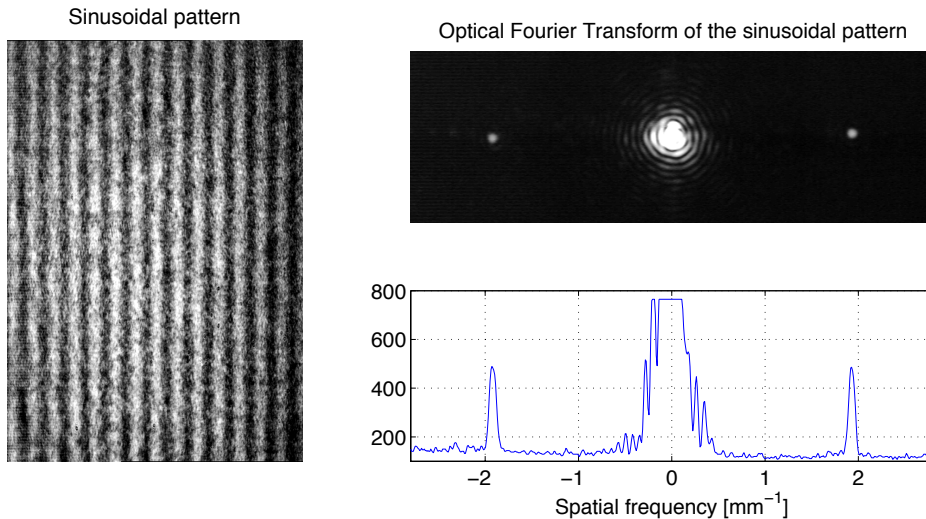 Sinusoidal pattern
Optical Fourier Transform of the sinusoidal pattern
800
600
400
200
−2 −1 0 1 2
Spatial frequency [mm⁻¹]